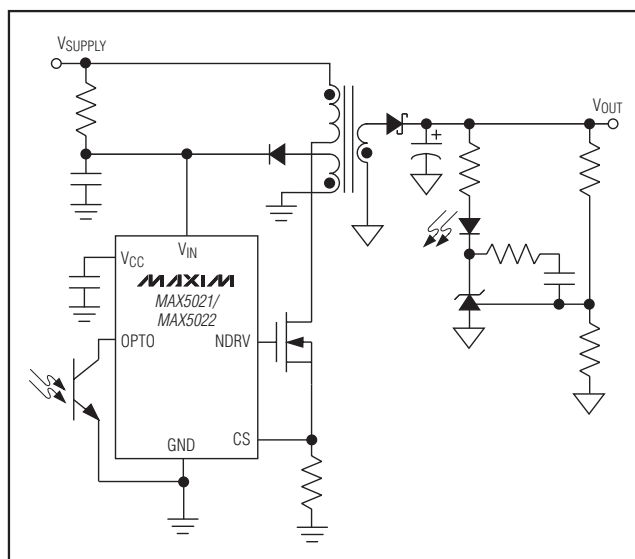 VSUPPLY
VOUT
+
VIN
VCC
MAXIM
MAX5021/
MAX5022
OPTO
NDRV
CS
GND